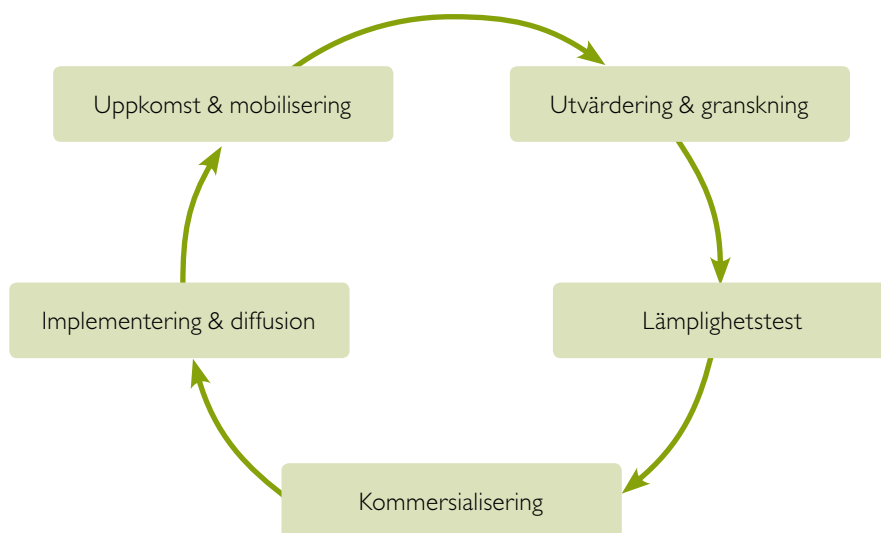 Uppkomst & mobilisering
Utvärdering & granskning
Implementering & diffusion
Lämplighetstest
Kommersialisering